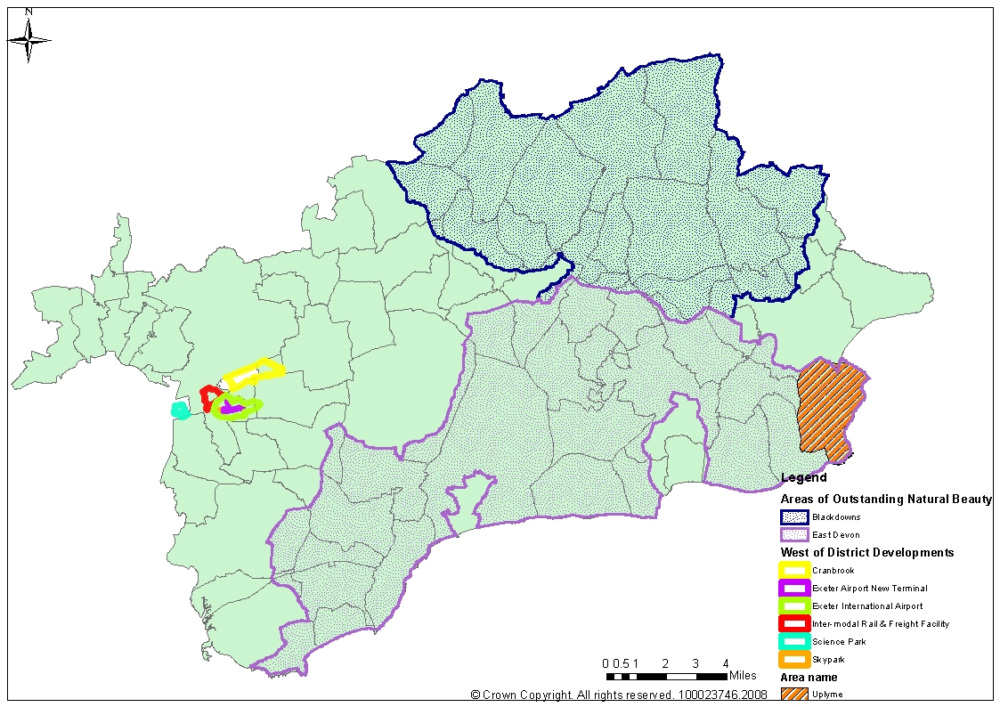 N
Legend
Areas of Outstanding Natural Beauty
Blackdowns
East Devon
West of District Developments
Cranbrook
Exeter Airport New Terminal
Exeter International Airport
Inter-modal Rail & Freight Facility
Science Park
Skypark
Area name
Uplyme
0 0.5 1 2 3 4
Miles
© Crown Copyright. All rights reserved. 100023746.2008